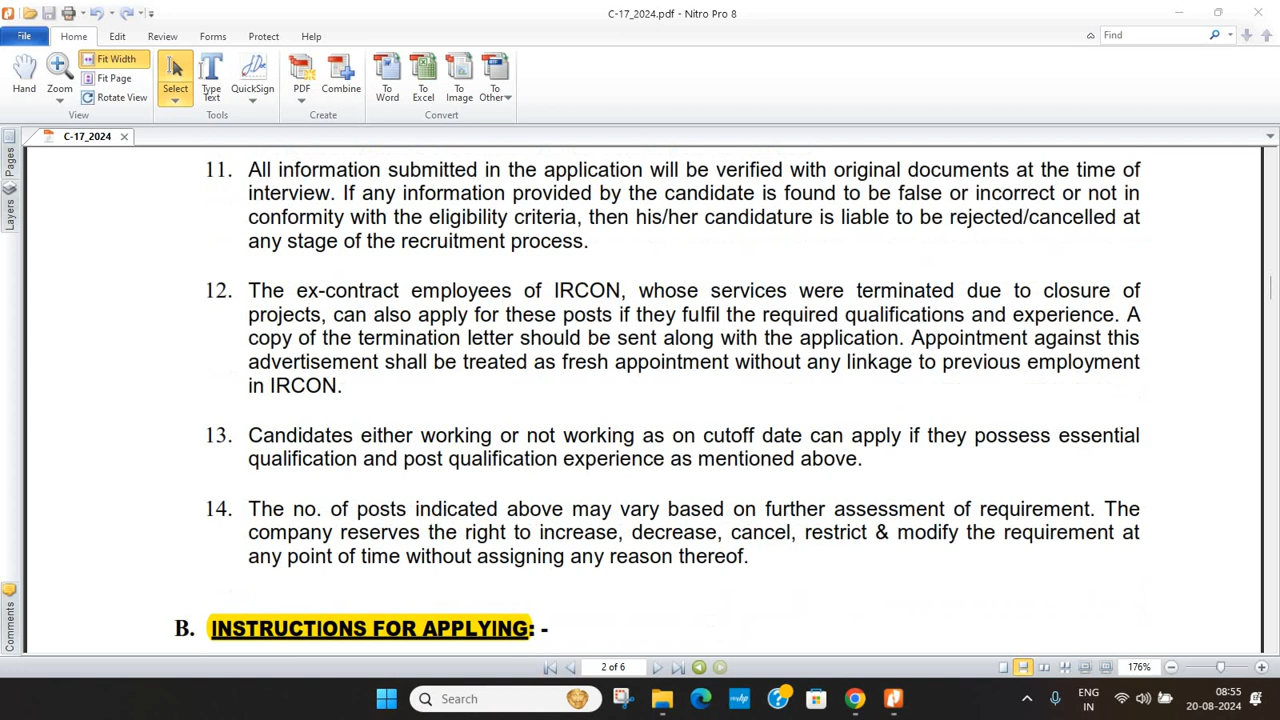 C-17_2024.pdf - Nitro Pro 8
File Home Edit Review Forms Protect Help Find
Hand Zoom Fit Width Fit Page Rotate View Select Type Text QuickSign PDF Combine To Word To Excel To Image To Other
View Tools Create Convert
C-17_2024
Pages
Layers
Comments
11. All information submitted in the application will be verified with original documents at the time of
interview. If any information provided by the candidate is found to be false or incorrect or not in
conformity with the eligibility criteria, then his/her candidature is liable to be rejected/cancelled at
any stage of the recruitment process.
12. The ex-contract employees of IRCON, whose services were terminated due to closure of
projects, can also apply for these posts if they fulfil the required qualifications and experience. A
copy of the termination letter should be sent along with the application. Appointment against this
advertisement shall be treated as fresh appointment without any linkage to previous employment
in IRCON.
13. Candidates either working or not working as on cutoff date can apply if they possess essential
qualification and post qualification experience as mentioned above.
14. The no. of posts indicated above may vary based on further assessment of requirement. The
company reserves the right to increase, decrease, cancel, restrict & modify the requirement at
any point of time without assigning any reason thereof.
B. INSTRUCTIONS FOR APPLYING: -
2 of 6 176%
Search ENG IN 08:55 20-08-2024